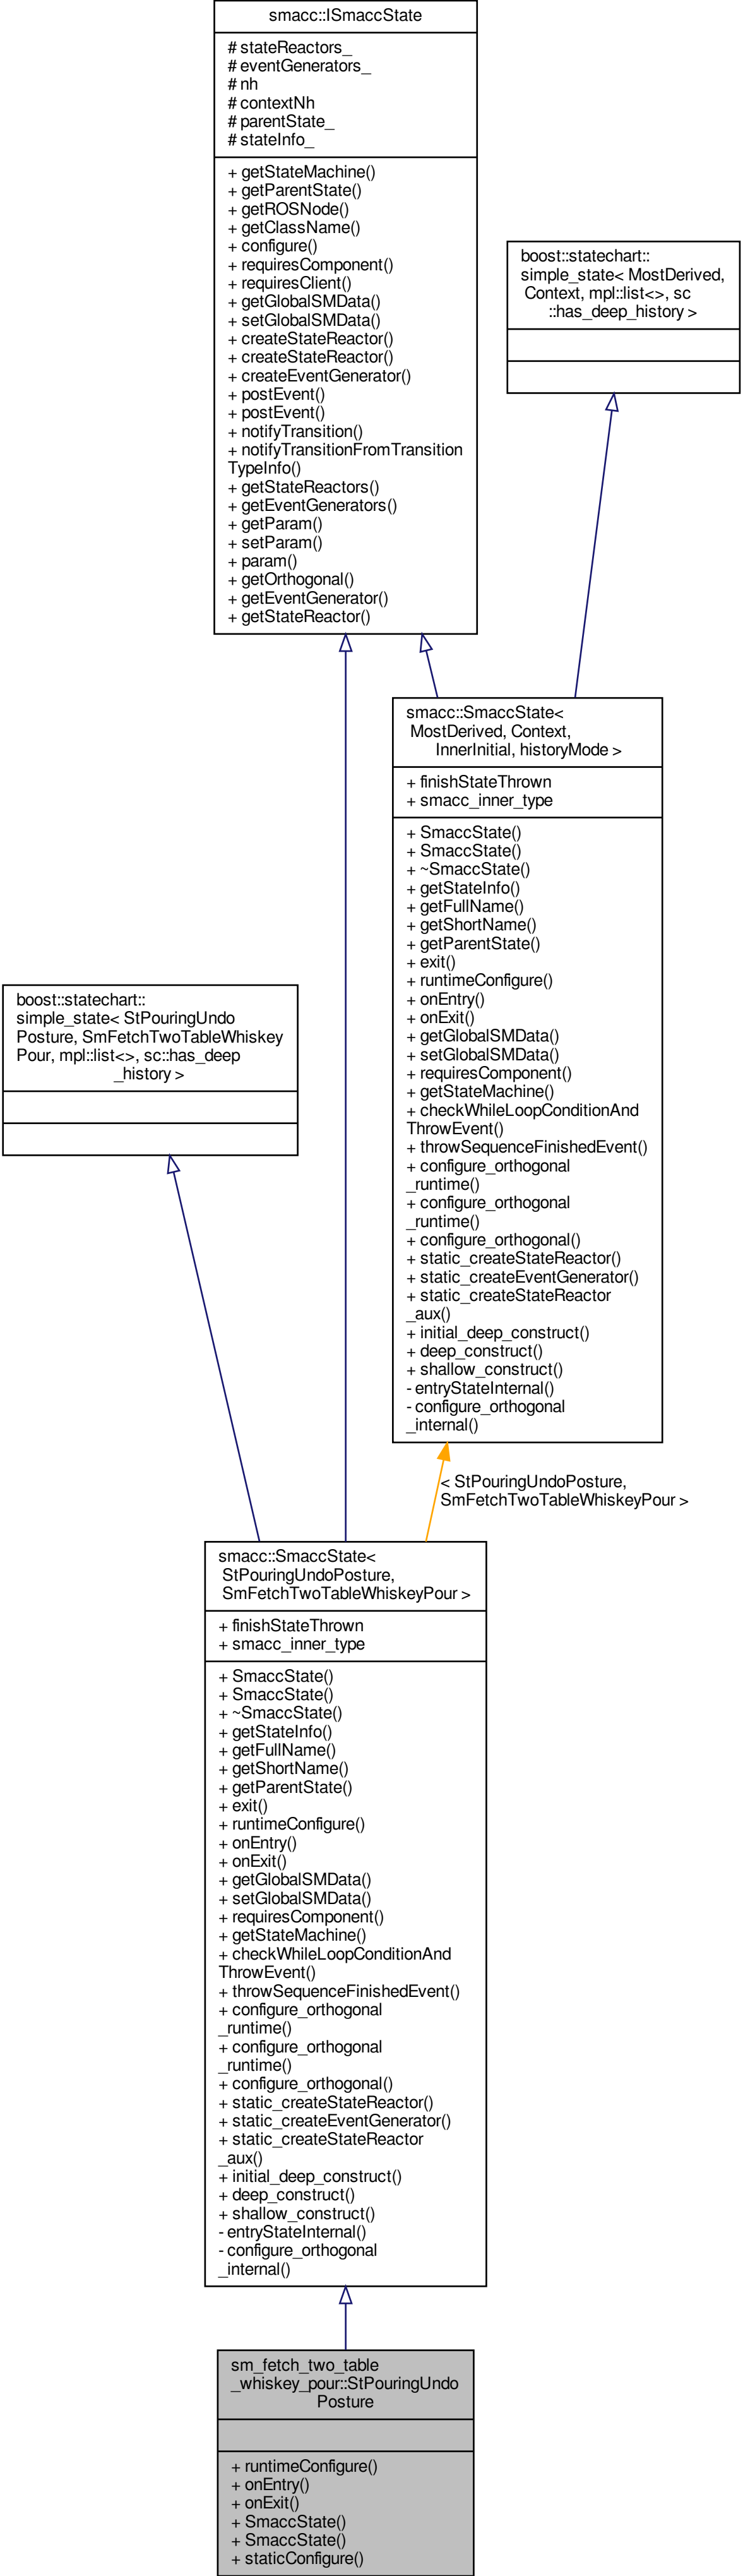 smacc::ISmaccState
# stateReactors_
# eventGenerators_
# nh
# contextNh
# parentState_
# stateInfo_
+ getStateMachine()
+ getParentState()
+ getROSNode()
+ getClassName()
+ configure()
+ requiresComponent()
+ requiresClient()
+ getGlobalSMData()
+ setGlobalSMData()
+ createStateReactor()
+ createStateReactor()
+ createEventGenerator()
+ postEvent()
+ postEvent()
+ notifyTransition()
+ notifyTransitionFromTransition
TypeInfo()
+ getStateReactors()
+ getEventGenerators()
+ getParam()
+ setParam()
+ param()
+ getOrthogonal()
+ getEventGenerator()
+ getStateReactor()
boost::statechart::
simple_state< MostDerived,
Context, mpl::list<>, sc
::has_deep_history >
smacc::SmaccState<
MostDerived, Context,
InnerInitial, historyMode >
+ finishStateThrown
+ smacc_inner_type
+ SmaccState()
+ SmaccState()
+ ~SmaccState()
+ getStateInfo()
+ getFullName()
+ getShortName()
+ getParentState()
+ exit()
+ runtimeConfigure()
+ onEntry()
+ onExit()
+ getGlobalSMData()
+ setGlobalSMData()
+ requiresComponent()
+ getStateMachine()
+ checkWhileLoopConditionAnd
ThrowEvent()
+ throwSequenceFinishedEvent()
+ configure_orthogonal
_runtime()
+ configure_orthogonal
_runtime()
+ configure_orthogonal()
+ static_createStateReactor()
+ static_createEventGenerator()
+ static_createStateReactor
_aux()
+ initial_deep_construct()
+ deep_construct()
+ shallow_construct()
- entryStateInternal()
- configure_orthogonal
_internal()
boost::statechart::
simple_state< StPouringUndo
Posture, SmFetchTwoTableWhiskey
Pour, mpl::list<>, sc::has_deep
_history >
< StPouringUndoPosture,
SmFetchTwoTableWhiskeyPour >
smacc::SmaccState<
StPouringUndoPosture,
SmFetchTwoTableWhiskeyPour >
+ finishStateThrown
+ smacc_inner_type
+ SmaccState()
+ SmaccState()
+ ~SmaccState()
+ getStateInfo()
+ getFullName()
+ getShortName()
+ getParentState()
+ exit()
+ runtimeConfigure()
+ onEntry()
+ onExit()
+ getGlobalSMData()
+ setGlobalSMData()
+ requiresComponent()
+ getStateMachine()
+ checkWhileLoopConditionAnd
ThrowEvent()
+ throwSequenceFinishedEvent()
+ configure_orthogonal
_runtime()
+ configure_orthogonal
_runtime()
+ configure_orthogonal()
+ static_createStateReactor()
+ static_createEventGenerator()
+ static_createStateReactor
_aux()
+ initial_deep_construct()
+ deep_construct()
+ shallow_construct()
- entryStateInternal()
- configure_orthogonal
_internal()
sm_fetch_two_table
_whiskey_pour::StPouringUndo
Posture
+ runtimeConfigure()
+ onEntry()
+ onExit()
+ SmaccState()
+ SmaccState()
+ staticConfigure()